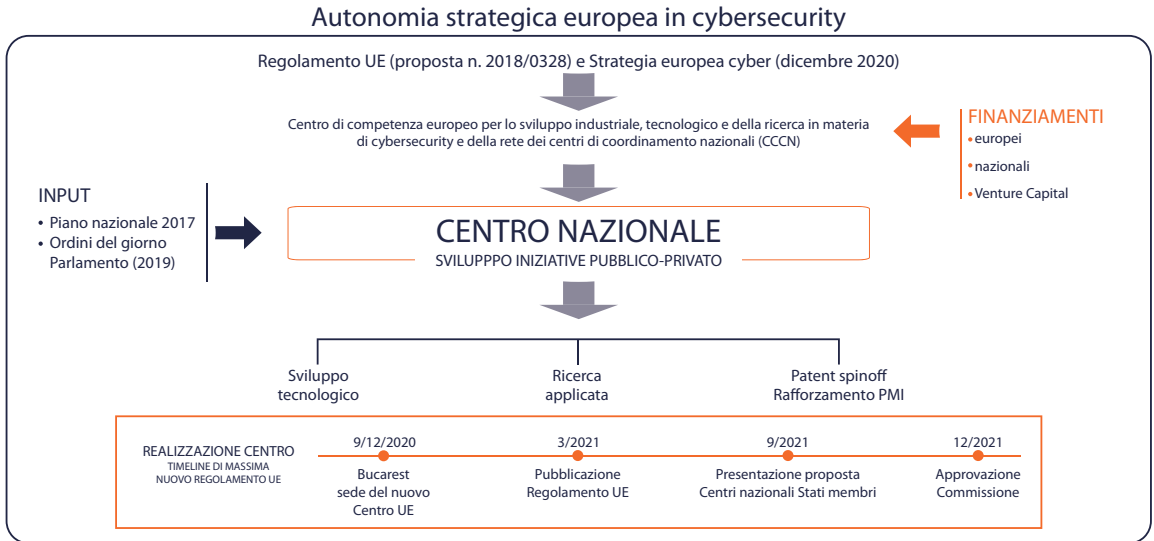 Autonomia strategica europea in cybersecurity
Regolamento UE (proposta n. 2018/0328) e Strategia europea cyber (dicembre 2020)
Centro di competenza europeo per lo sviluppo industriale, tecnologico e della ricerca in materia
di cybersecurity e della rete dei centri di coordinamento nazionali (CCCN)
FINANZIAMENTI
• europei
• nazionali
• Venture Capital
INPUT
• Piano nazionale 2017
• Ordini del giorno
Parlamento (2019)
CENTRO NAZIONALE
SVILUPPPO INIZIATIVE PUBBLICO-PRIVATO
Sviluppo
tecnologico
Ricerca
applicata
Patent spinoff
Rafforzamento PMI
REALIZZAZIONE CENTRO
TIMELINE DI MASSIMA
NUOVO REGOLAMENTO UE
9/12/2020
Bucarest
sede del nuovo
Centro UE
3/2021
Pubblicazione
Regolamento UE
9/2021
Presentazione proposta
Centri nazionali Stati membri
12/2021
Approvazione
Commissione